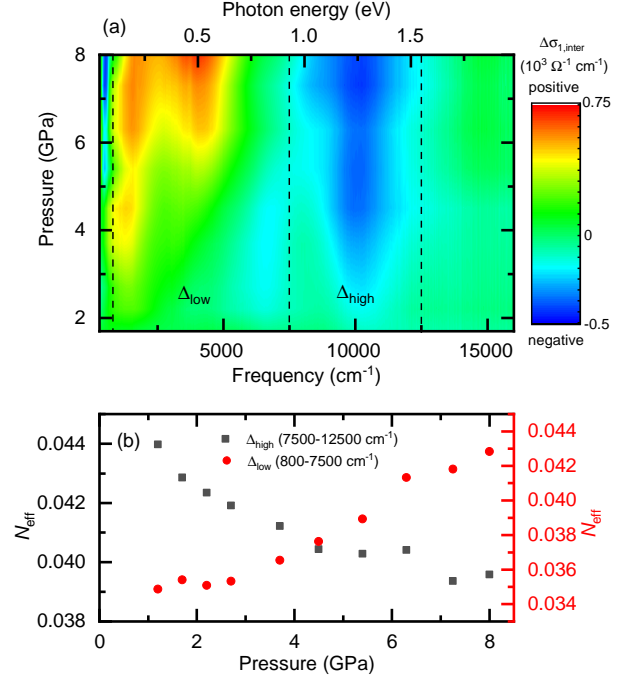 Photon energy (eV)
(a)
0.5 1.0 1.5
Δσ1,inter
(10³ Ω⁻¹ cm⁻¹)
positive
0.75
0
-0.5
negative
8
6
4
2
Pressure (GPa)
Δlow
Δhigh
5000 10000 15000
Frequency (cm⁻¹)
(b)
Δhigh (7500-12500 cm⁻¹)
Δlow (800-7500 cm⁻¹)
0.044
0.042
0.040
0.038
Neff
0.044
0.042
0.040
0.038
0.036
0.034
Neff
0 2 4 6 8
Pressure (GPa)